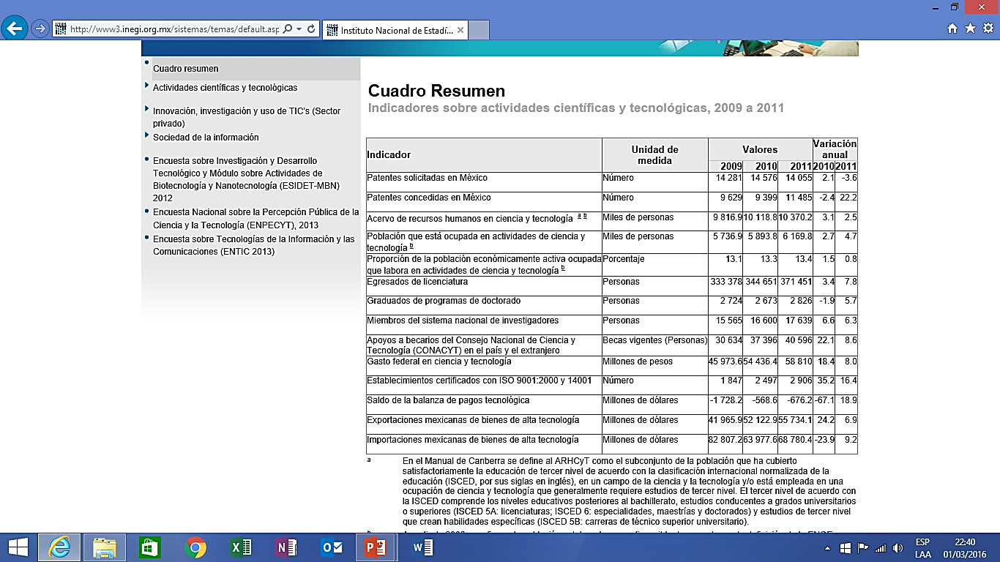 http://www3.inegi.org.mx/sistemas/temas/default.asp
Instituto Nacional de Estadí...
Cuadro resumen
Actividades científicas y tecnológicas
Innovación, investigación y uso de TIC's (Sector
privado)
Sociedad de la información
Encuesta sobre Investigación y Desarrollo
Tecnológico y Módulo sobre Actividades de
Biotecnología y Nanotecnología (ESIDET-MBN)
2012
Encuesta Nacional sobre la Percepción Pública de la
Ciencia y la Tecnología (ENPECYT), 2013
Encuesta sobre Tecnologías de la Información y las
Comunicaciones (ENTIC 2013)
Cuadro Resumen
Indicadores sobre actividades científicas y tecnológicas, 2009 a 2011
Indicador Unidad de medida Valores Variación anual
2009 2010 2011 2010 2011
Patentes solicitadas en México Número 14 281 14 576 14 055 2.1 -3.6
Patentes concedidas en México Número 9 629 9 399 11 485 -2.4 22.2
Acervo de recursos humanos en ciencia y tecnología a b Miles de personas 9 816.9 10 118.8 10 370.2 3.1 2.5
Población que está ocupada en actividades de ciencia y Miles de personas 5 736.9 5 893.8 6 169.8 2.7 4.7
tecnología b
Proporción de la población económicamente activa ocupada Porcentaje 13.1 13.3 13.4 1.5 0.8
que labora en actividades de ciencia y tecnología b
Egresados de licenciatura Personas 333 378 344 651 371 451 3.4 7.8
Graduados de programas de doctorado Personas 2 724 2 673 2 826 -1.9 5.7
Miembros del sistema nacional de investigadores Personas 15 565 16 600 17 639 6.6 6.3
Apoyos a becarios del Consejo Nacional de Ciencia y Becas vigentes (Personas) 30 634 37 396 40 596 22.1 8.6
Tecnología (CONACYT) en el país y el extranjero
Gasto federal en ciencia y tecnología Millones de pesos 45 973.6 54 436.4 58 810 18.4 8.0
Establecimientos certificados con ISO 9001:2000 y 14001 Número 1 847 2 497 2 906 35.2 16.4
Saldo de la balanza de pagos tecnológica Millones de dólares -1 728.2 -568.6 -676.2 -67.1 18.9
Exportaciones mexicanas de bienes de alta tecnología Millones de dólares 41 965.9 52 122.9 55 734.1 24.2 6.9
Importaciones mexicanas de bienes de alta tecnología Millones de dólares 82 807.2 63 977.6 68 780.4 -23.9 9.2
a En el Manual de Canberra se define al ARHCyT como el subconjunto de la población que ha cubierto
satisfactoriamente la educación de tercer nivel de acuerdo con la clasificación internacional normalizada de la
educación (ISCED, por sus siglas en inglés), en un campo de la ciencia y la tecnología y/o está empleada en una
ocupación de ciencia y tecnología que generalmente requiere estudios de tercer nivel. El tercer nivel de acuerdo con
la ISCED comprende los niveles educativos posteriores al bachillerato, estudios conducentes a grados universitarios
o superiores (ISCED 5A: licenciaturas; ISCED 6: especialidades, maestrías y doctorados) y estudios de tercer nivel
que crean habilidades específicas (ISCED 5B: carreras de técnico superior universitario).
ESP 22:40
LAA 01/03/2016